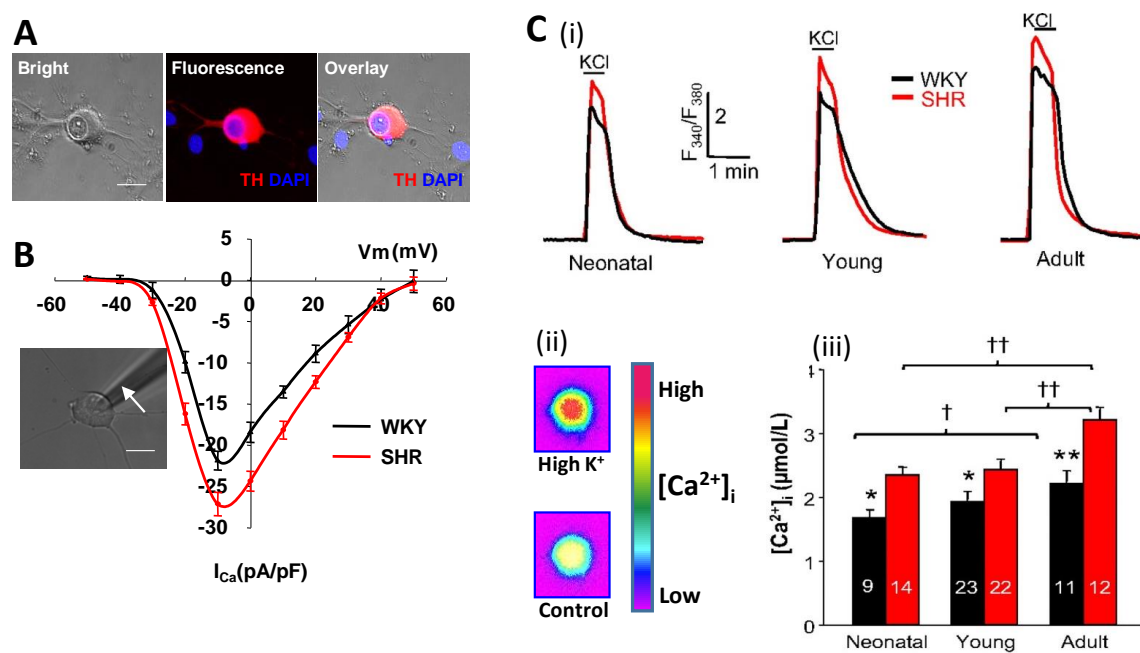 A
Bright
Fluorescence
Overlay
TH DAPI
TH DAPI
B
Vm(mV)
5
0
-5
-10
-15
-20
-25
-30
-60
-40
-20
0
20
40
60
WKY
SHR
I_Ca(pA/pF)
C (i)
KCl
KCl
KCl
WKY
SHR
F340/F380
2
1 min
Neonatal
Young
Adult
(ii)
High K⁺
Control
High
[Ca²⁺]i
Low
(iii)
[Ca²⁺]i (µmol/L)
4
3
2
1
0
††
††
†
*
*
**
9
14
23
22
11
12
Neonatal
Young
Adult